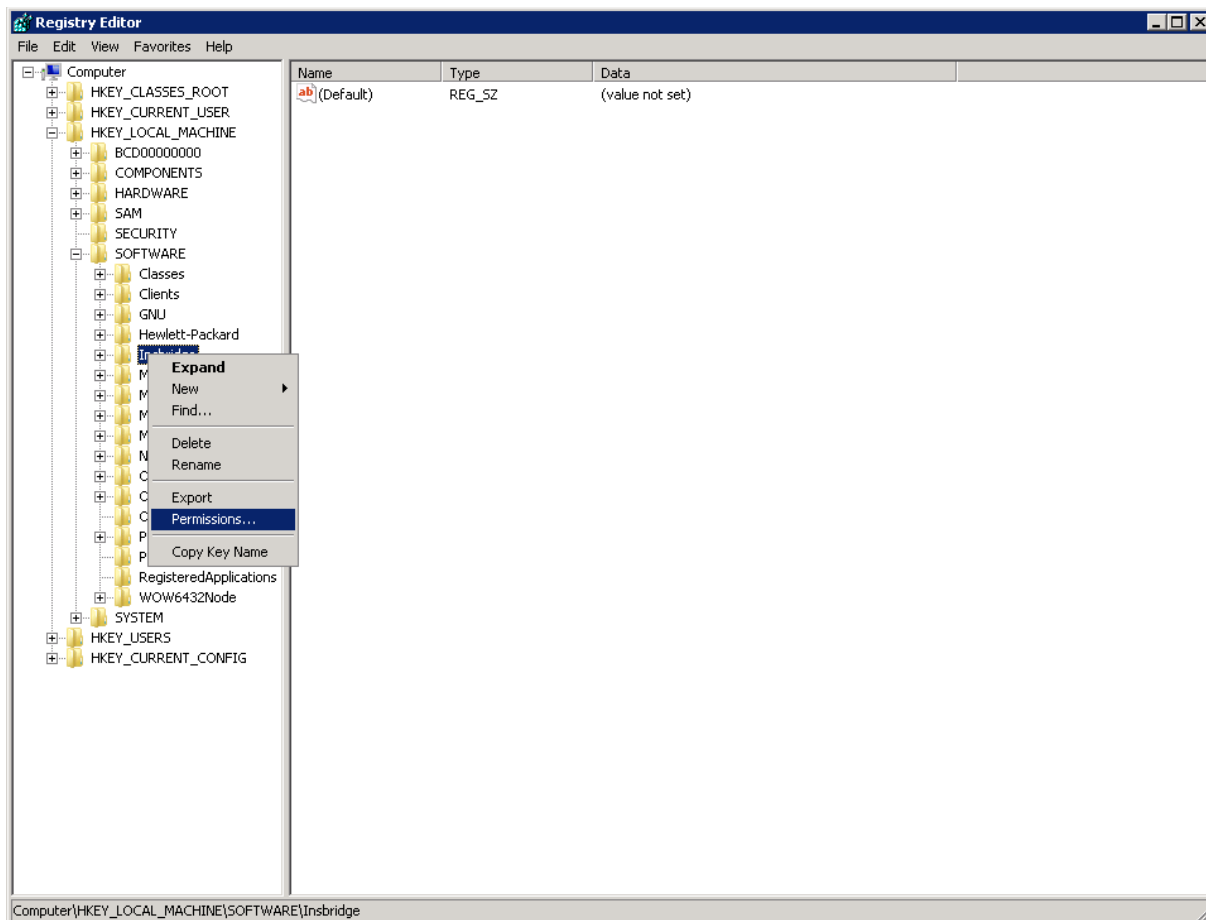 Registry Editor
File Edit View Favorites Help
Computer
HKEY_CLASSES_ROOT
HKEY_CURRENT_USER
HKEY_LOCAL_MACHINE
BCD00000000
COMPONENTS
HARDWARE
SAM
SECURITY
SOFTWARE
Classes
Clients
GNU
Hewlett-Packard
Insbridge
M
M
M
M
N
O
O
O
P
P
RegisteredApplications
WOW6432Node
SYSTEM
HKEY_USERS
HKEY_CURRENT_CONFIG
Expand
New
Find...
Delete
Rename
Export
Permissions...
Copy Key Name
Name Type Data
ab (Default) REG_SZ (value not set)
Computer\HKEY_LOCAL_MACHINE\SOFTWARE\Insbridge